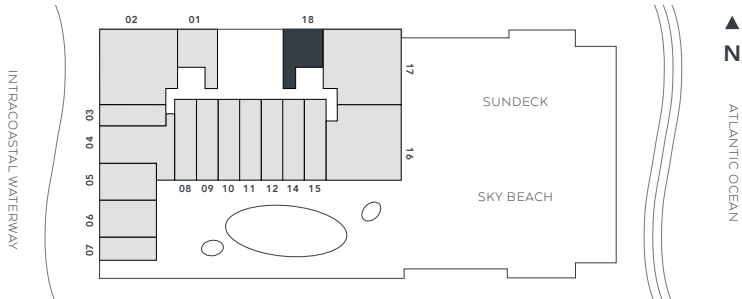 02 01 18
N
17
SUNDECK
INTRACOASTAL WATERWAY
ATLANTIC OCEAN
03
04
16
05
08 09 10 11 12 14 15
SKY BEACH
06
07